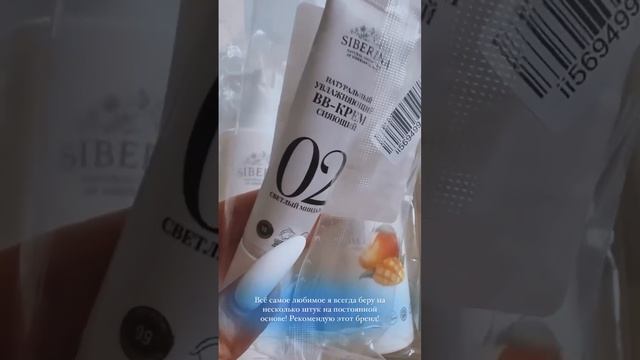 SIBERINA
НАТУРАЛЬНЫЙ
УВЛАЖНЯЮЩИЙ
BB-КРЕМ
СИЯЮЩИЙ
02
ii569499
Всё самое любимое я всегда беру на
несколько штук на постоянной
основе! Рекомендую этот бренд!